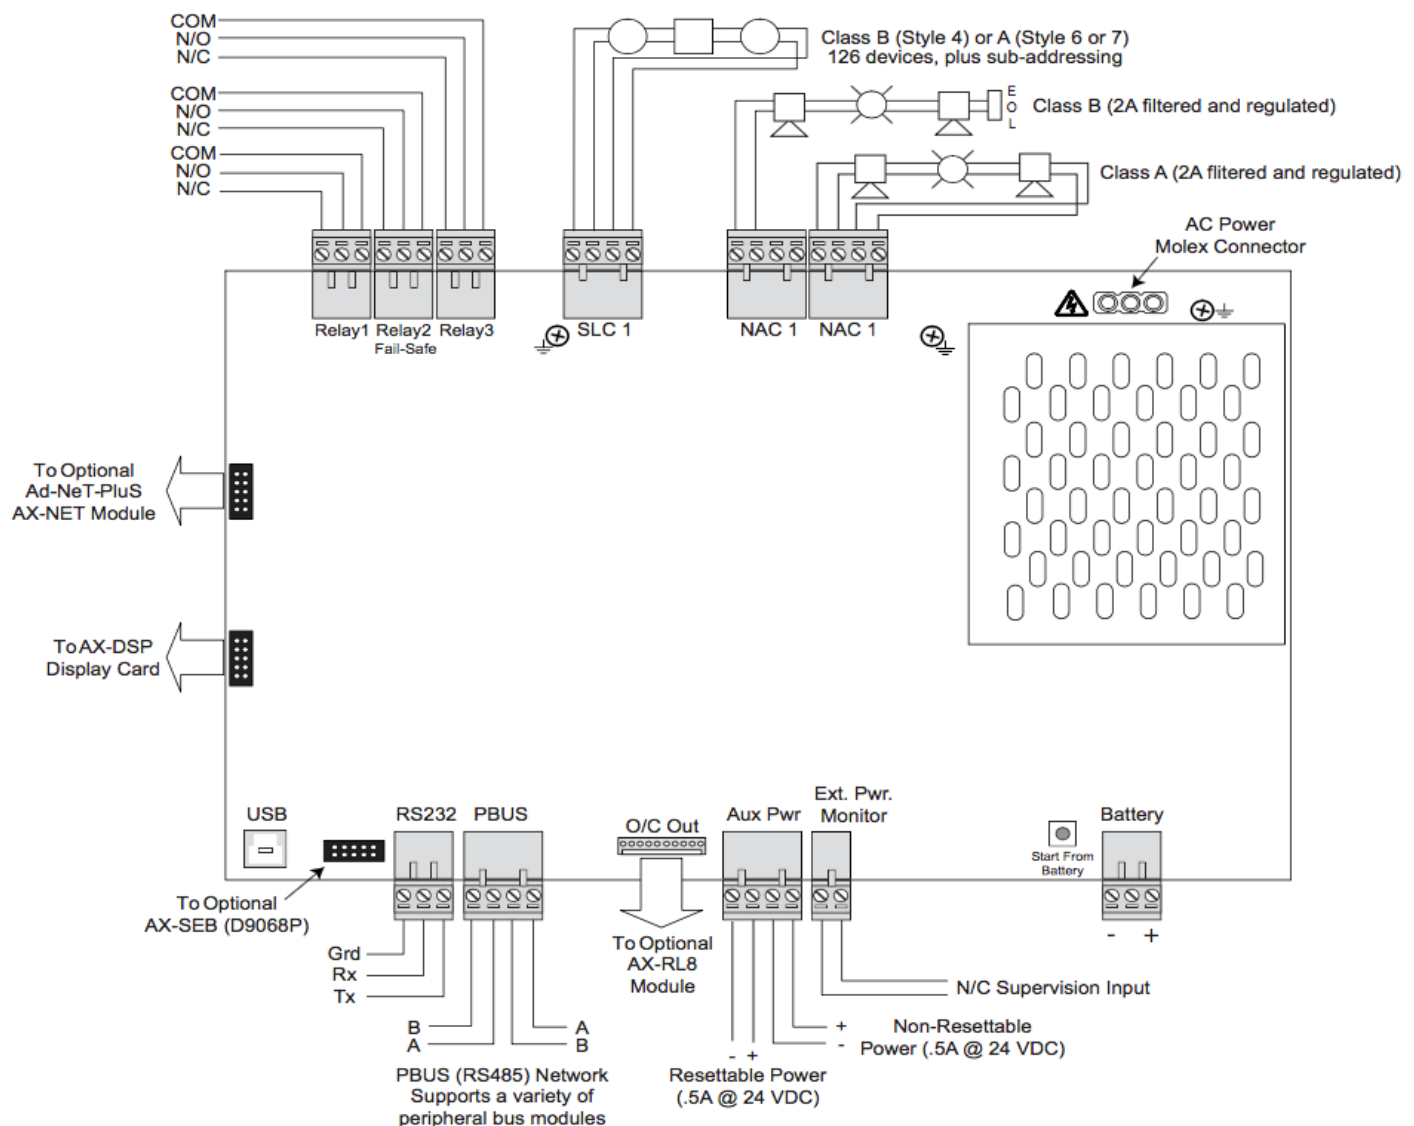 COM
N/O
N/C
COM
N/O
N/C
COM
N/O
N/C
Class B (Style 4) or A (Style 6 or 7)
126 devices, plus sub-addressing
E
O
L
Class B (2A filtered and regulated)
Class A (2A flitered and regulated)
AC Power
Molex Connector
Relay1
Relay2
Fail-Safe
Relay3
SLC 1
NAC 1
NAC 1
To Optional
Ad-NeT-PluS
AX-NET Module
To AX-DSP
Display Card
USB
RS232
PBUS
O/C Out
Aux Pwr
Ext. Pwr.
Monitor
Start From
Battery
Battery
To Optional
AX-SEB (D9068P)
Grd
Rx
Tx
B
A
A
B
PBUS (RS485) Network
Supports a variety of
peripheral bus modules
To Optional
AX-RL8
Module
- +
Resettable Power
(.5A @ 24 VDC)
+
-
Non-Resettable
Power (.5A @ 24 VDC)
N/C Supervision Input
- +